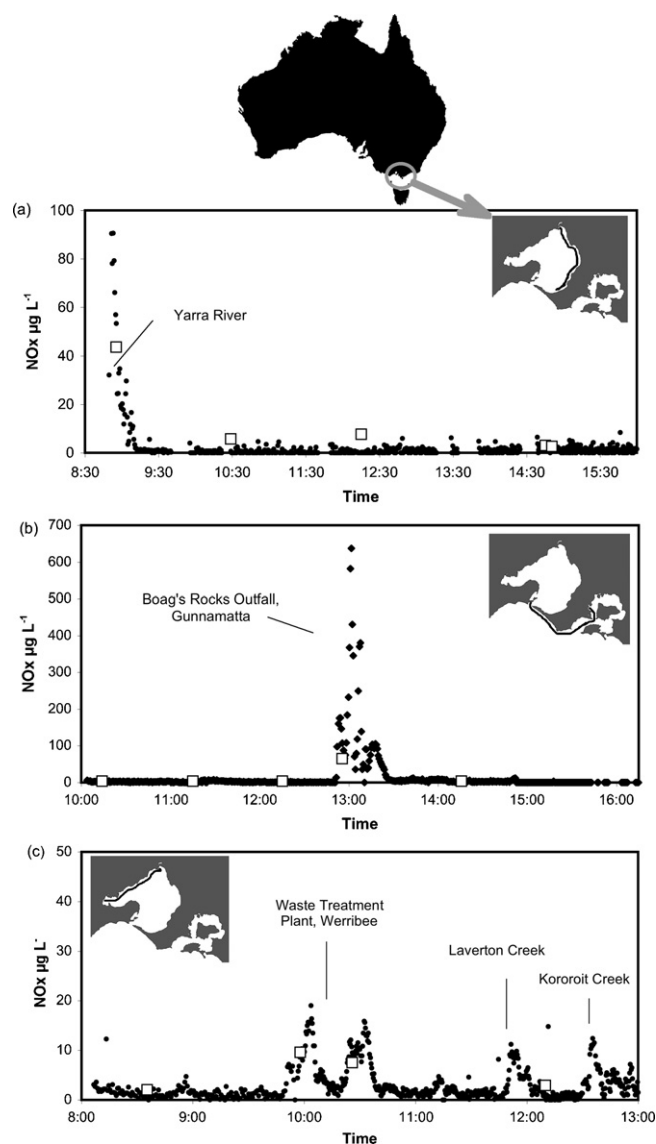 (a)
100
80
60
40
20
0
NOx µg L-1
Yarra River
8:30 9:30 10:30 11:30 12:30 13:30 14:30 15:30
Time
(b)
700
600
500
400
300
200
100
0
NOx µg L-1
Boag's Rocks Outfall,
Gunnamatta
10:00 11:00 12:00 13:00 14:00 15:00 16:00
Time
(c)
50
40
30
20
10
0
NOx µg L-
Waste Treatment
Plant, Werribee
Laverton Creek
Kororoit Creek
8:00 10:00 11:00 12:00 13:00
Time